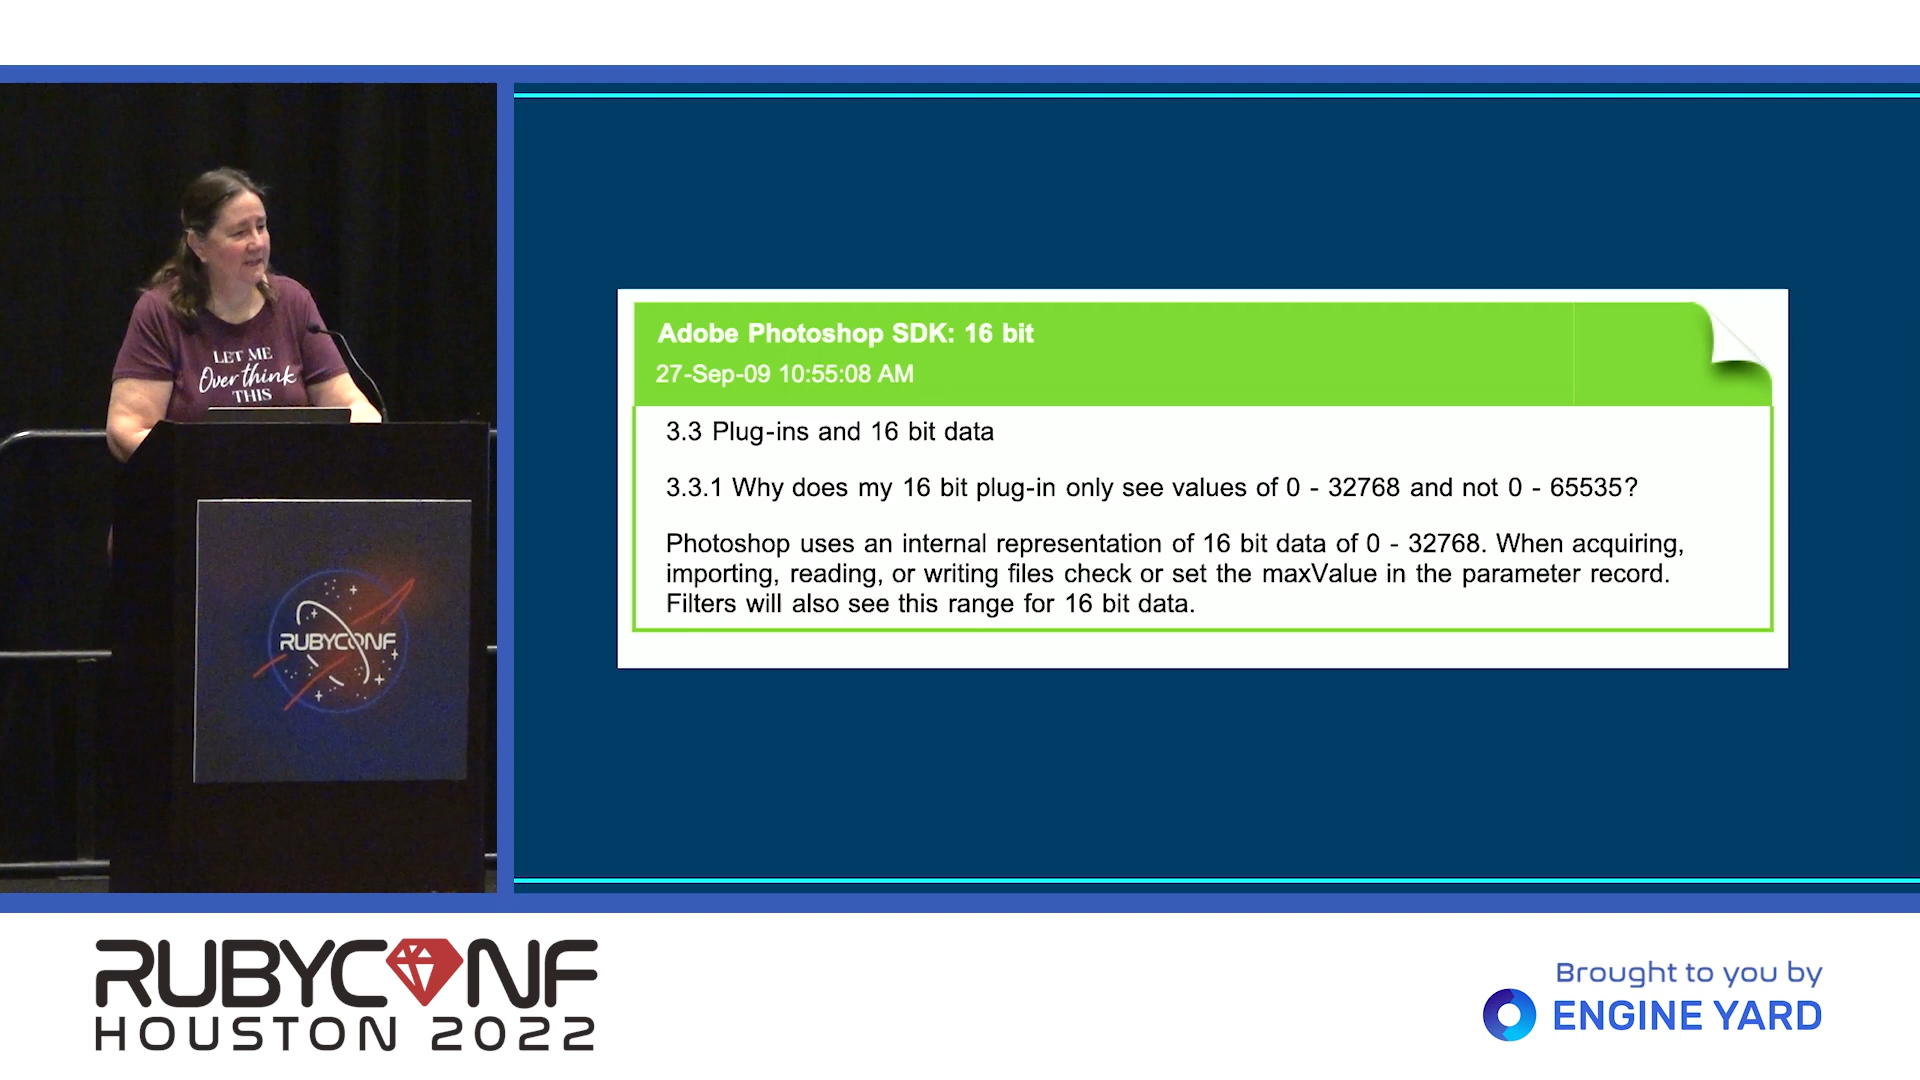 LET ME
Overthink
THIS
RUBYCONF
Adobe Photoshop SDK: 16 bit
27-Sep-09 10:55:08 AM
3.3 Plug-ins and 16 bit data
3.3.1 Why does my 16 bit plug-in only see values of 0 - 32768 and not 0 - 65535?
Photoshop uses an internal representation of 16 bit data of 0 - 32768. When acquiring,
importing, reading, or writing files check or set the maxValue in the parameter record.
Filters will also see this range for 16 bit data.
RUBYCONF
HOUSTON 2022
Brought to you by
ENGINE YARD